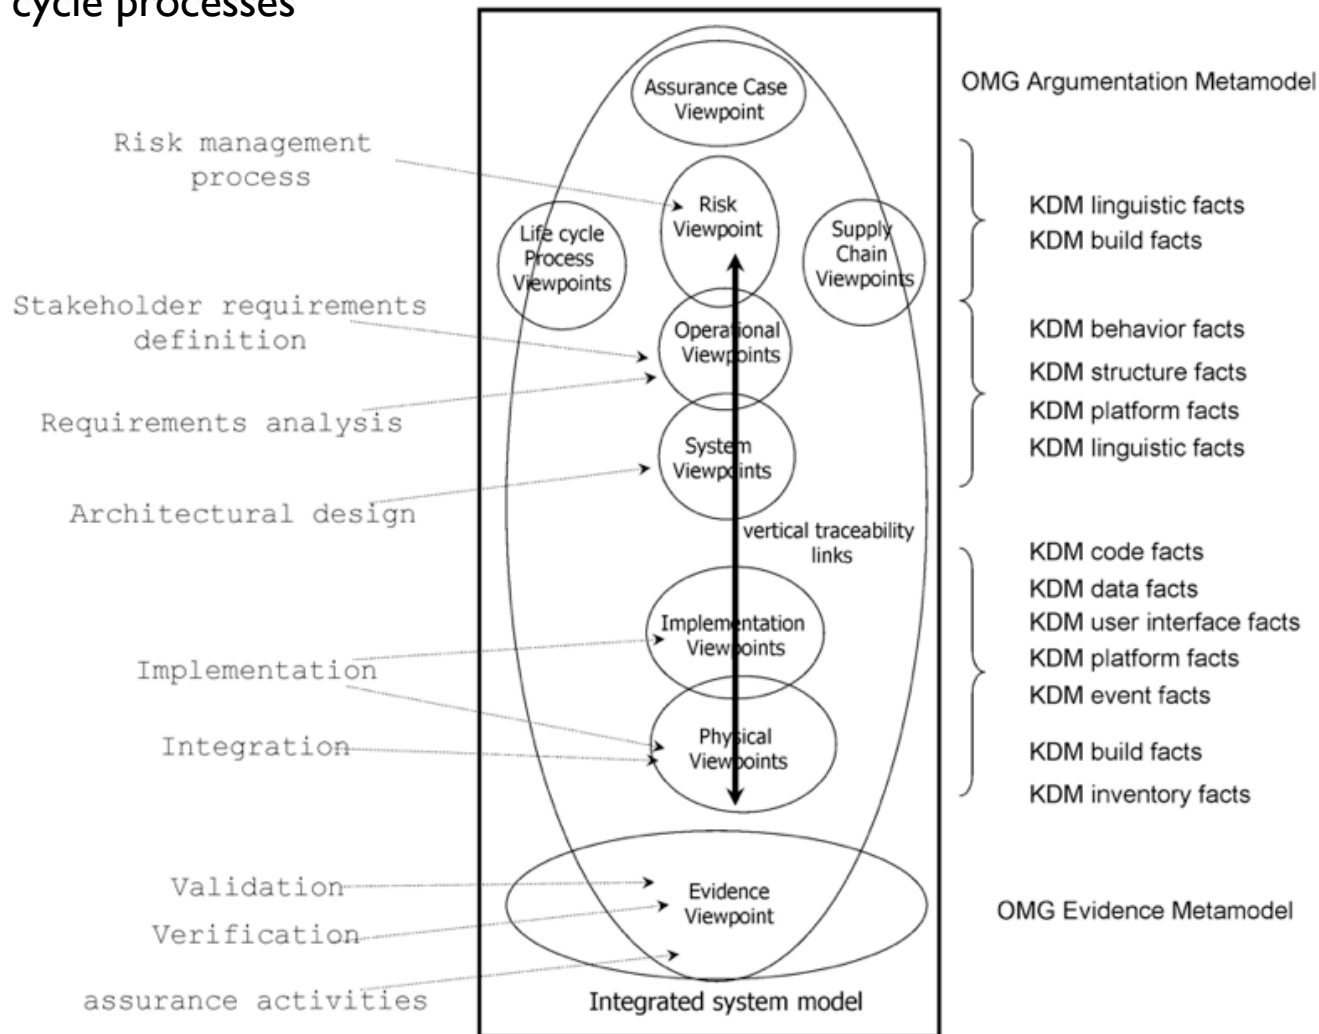 cycle processes
Assurance Case
Viewpoint
OMG Argumentation Metamodel
Risk management
process
Risk
Viewpoint
Life cycle
Process
Viewpoints
Supply
Chain
Viewpoints
KDM linguistic facts
KDM build facts
Stakeholder requirements
definition
Operational
Viewpoints
KDM behavior facts
KDM structure facts
KDM platform facts
KDM linguistic facts
Requirements analysis
System
Viewpoints
Architectural design
vertical traceability
links
KDM code facts
KDM data facts
KDM user interface facts
KDM platform facts
KDM event facts
KDM build facts
KDM inventory facts
Implementation
Viewpoints
Implementation
Integration
Physical
Viewpoints
Validation
Verification
assurance activities
Evidence
Viewpoint
OMG Evidence Metamodel
Integrated system model